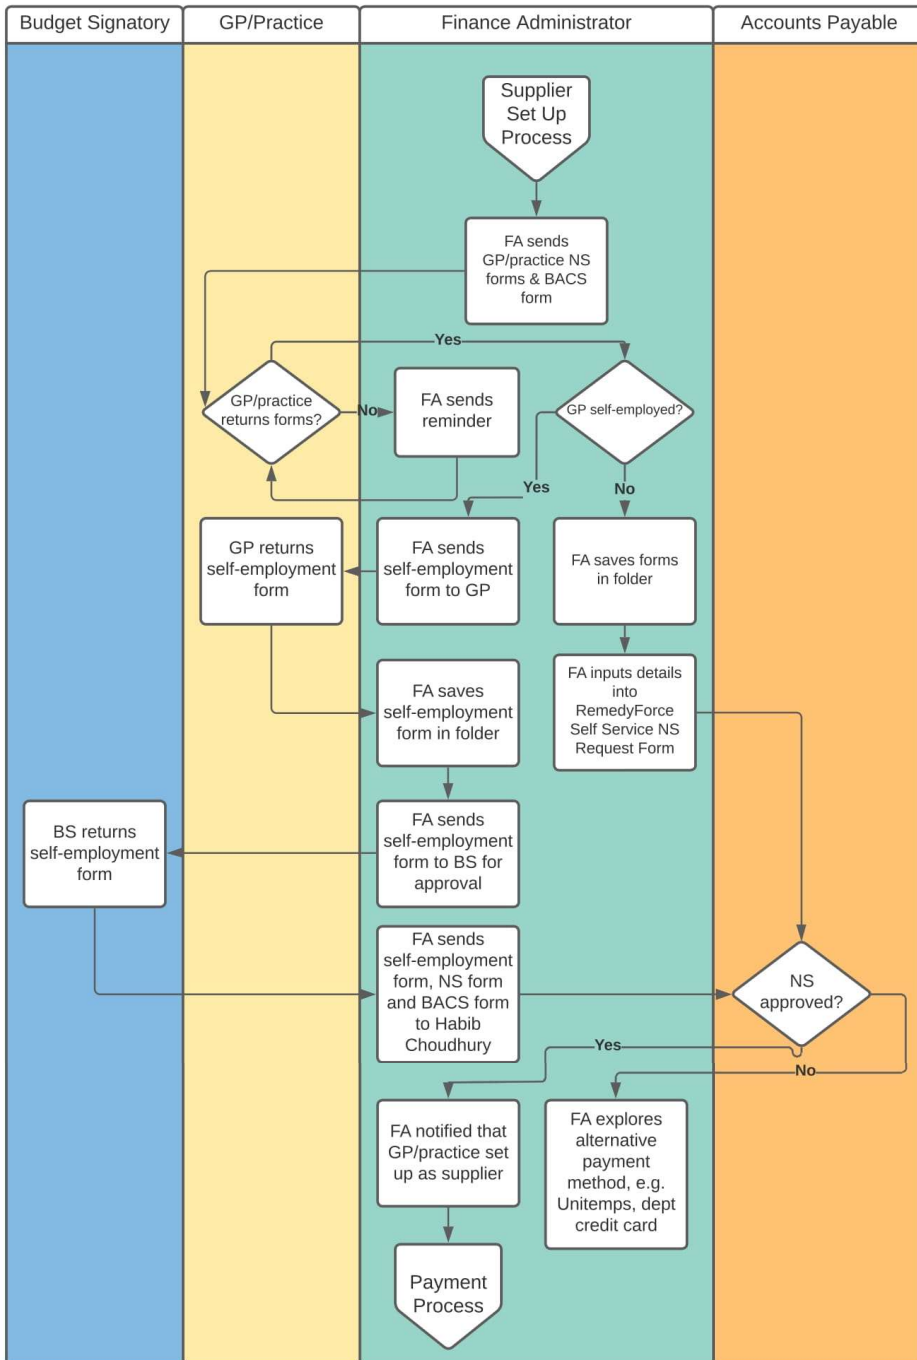 Budget Signatory
GP/Practice
Finance Administrator
Accounts Payable
Supplier
Set Up
Process
FA sends
GP/practice NS
forms & BACS
form
Yes
GP/practice
returns forms?
No
FA sends
reminder
GP self-employed?
Yes
No
GP returns
self-employment
form
FA sends
self-employment
form to GP
FA saves forms
in folder
FA saves
self-employment
form in folder
FA inputs details
into
RemedyForce
Self Service NS
Request Form
BS returns
self-employment
form
FA sends
self-employment
form to BS for
approval
FA sends
self-employment
form, NS form
and BACS form
to Habib
Choudhury
NS
approved?
Yes
No
FA notified that
GP/practice set
up as supplier
FA explores
alternative
payment
method, e.g.
Unitemps, dept
credit card
Payment
Process